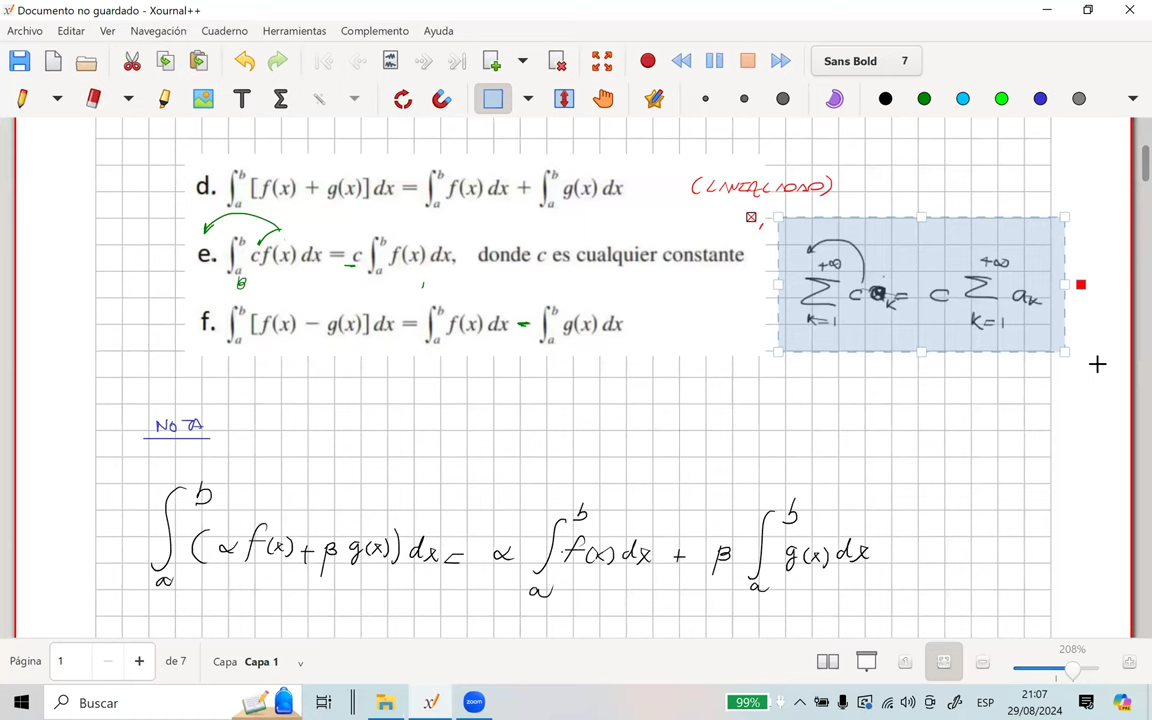 Documento no guardado - Xournal++
Archivo Editar Ver Navegación Cuaderno Herramientas Complemento Ayuda
Sans Bold 7
d. ∫_a^b [f(x) + g(x)] dx = ∫_a^b f(x) dx + ∫_a^b g(x) dx (LINEALIDAD)
e. ∫_a^b cf(x) dx = c ∫_a^b f(x) dx, donde c es cualquier constante
∑_{k=1}^{+∞} c a_k = c ∑_{k=1}^{+∞} a_k
f. ∫_a^b [f(x) − g(x)] dx = ∫_a^b f(x) dx − ∫_a^b g(x) dx
NOTA
∫_a^b (α f(x) + β g(x)) dx = α ∫_a^b f(x) dx + β ∫_a^b g(x) dx
Página 1 de 7 Capa Capa 1
208%
Buscar
99%
ESP
21:07
29/08/2024